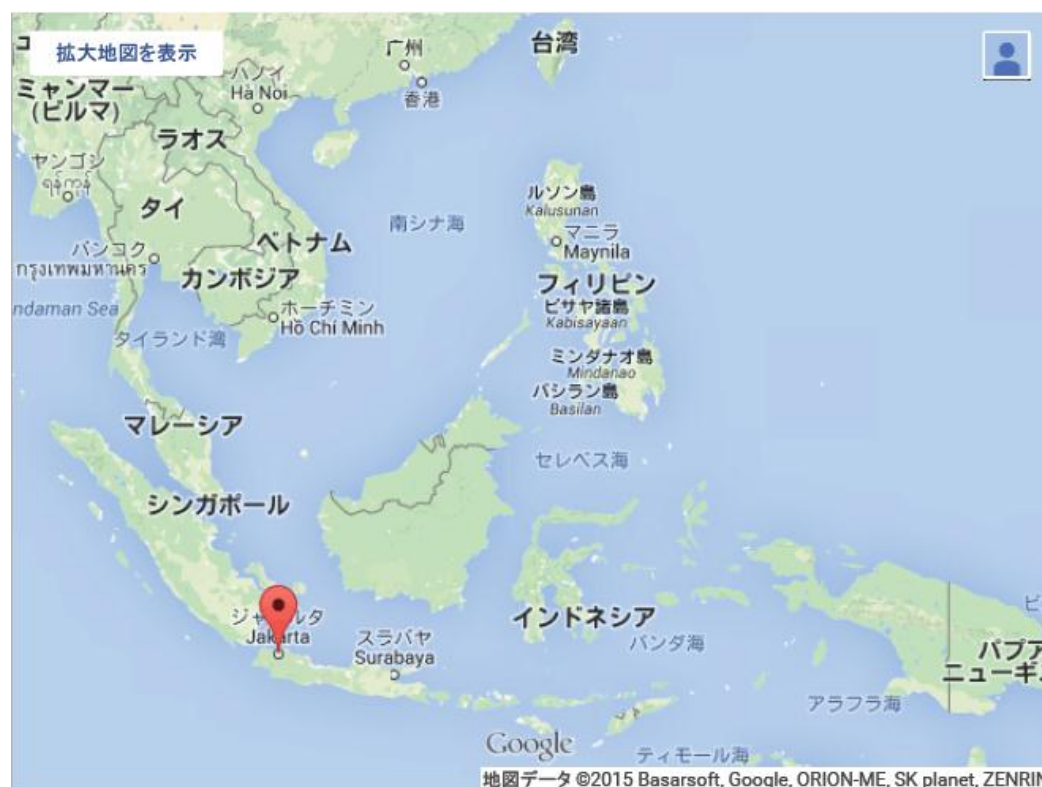 拡大地図を表示
ミャンマー
(ビルマ)
ハノイ
Hà Nội
广州
香港
台湾
ラオス
ヤンゴン
ရန်ကုန်
タイ
バンコク
กรุงเทพมหานคร
ベトナム
カンボジア
ホーチミン
Hồ Chí Minh
ndaman Sea
タイランド湾
南シナ海
ルソン島
Kalusunan
マニラ
Maynila
フィリピン
ビサヤ諸島
Kabisayaan
ミンダナオ島
Mindanao
バシラン島
Basilan
マレーシア
セレベス海
シンガポール
Jakarta
スラバヤ
Surabaya
インドネシア
バンダ海
ビ
パプア
ニューギ
アラフラ海
ティモール海
Google
地図データ ©2015 Basarsoft, Google, ORION-ME, SK planet, ZENRIN